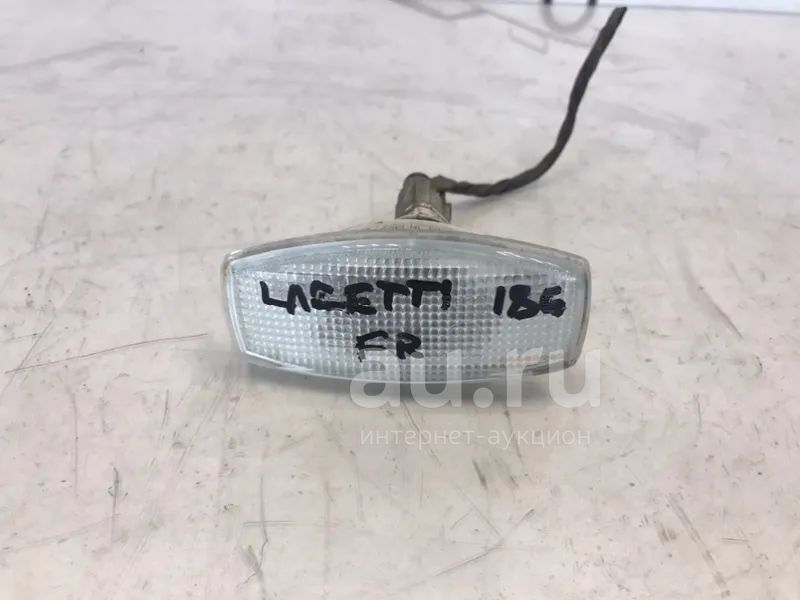 LACETTI 186
FR
au.ru
интернет-аукцион